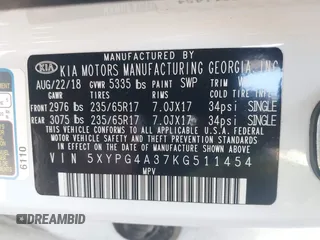 MANUFACTURED BY
KIA KIA MOTORS MANUFACTURING GEORGIA, INC.
AUG/22/18 GVWR 5335 lbs PAINT SWP TRIM
GAWR TIRES RIMS COLD TIRE
FRONT 2976 lbs 235/65R17 7.0JX17 34psi SINGLE
REAR 3075 lbs 235/65R17 7.0JX17 34psi SINGLE
THIS VEHICLE CONFORMS TO ALL APPLICABLE U.S. FEDERAL MOTOR VEHICLE
SAFETY, BUMPER, AND THEFT PREVENTION STANDARDS IN EFFECT ON THE DATE OF MANUFACTURE SHOWN ABOVE.
VIN 5XYPG4A37KG511454
MPV
6110
DREAMBID